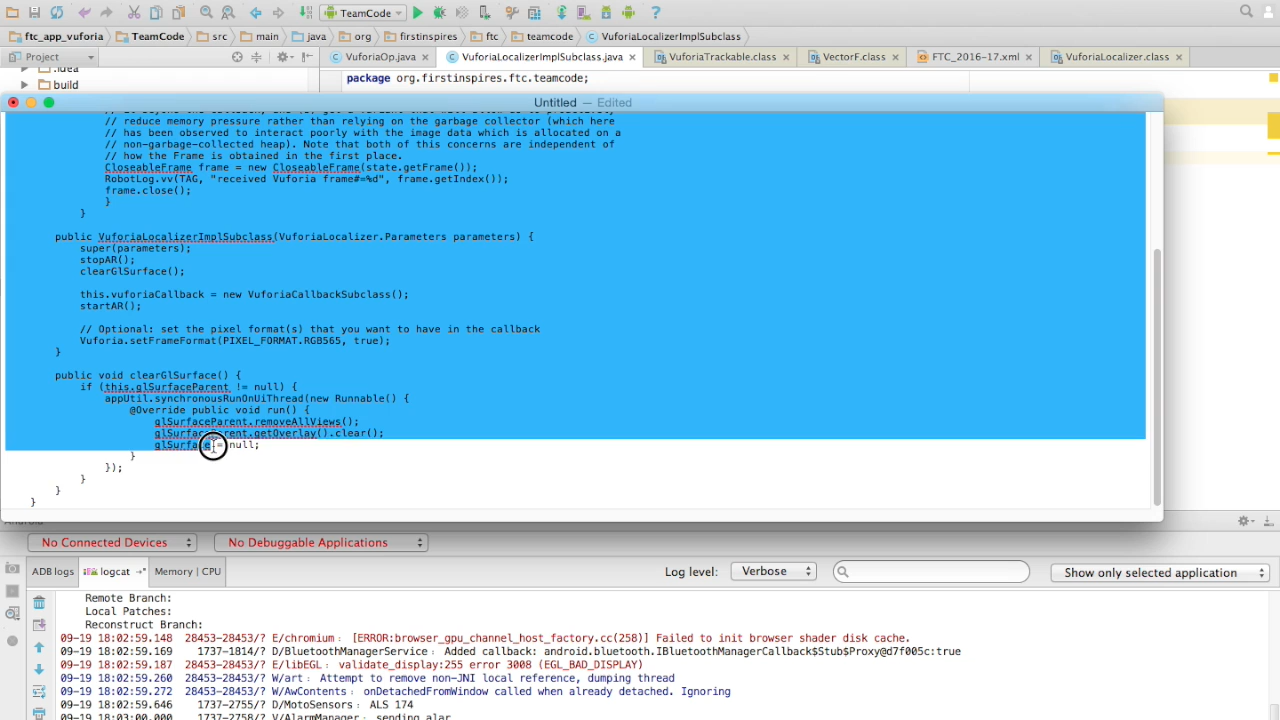 TeamCode
ftc_app_vuforia
TeamCode
src
main
java
org
firstinspires
ftc
teamcode
VuforiaLocalizerImplSubclass
Project
VuforiaOp.java
VuforiaLocalizerImplSubclass.java
VuforiaTrackable.class
VectorF.class
FTC_2016-17.xml
VuforiaLocalizer.class
.idea
build
package org.firstinspires.ftc.teamcode;
Untitled — Edited
// reduce memory pressure rather than relying on the garbage collector (which here
// has been observed to interact poorly with the image data which is allocated on a
// non-garbage-collected heap). Note that both of this concerns are independent of
// how the Frame is obtained in the first place.
CloseableFrame frame = new CloseableFrame(state.getFrame());
RobotLog.vv(TAG, "received Vuforia frame#=%d", frame.getIndex());
frame.close();
}
}
public VuforiaLocalizerImplSubclass(VuforiaLocalizer.Parameters parameters) {
super(parameters);
stopAR();
clearGlSurface();
this.vuforiaCallback = new VuforiaCallbackSubclass();
startAR();
// Optional: set the pixel format(s) that you want to have in the callback
Vuforia.setFrameFormat(PIXEL_FORMAT.RGB565, true);
}
public void clearGlSurface() {
if (this.glSurfaceParent != null) {
appUtil.synchronousRunOnUiThread(new Runnable() {
@Override public void run() {
glSurfaceParent.removeAllViews();
glSurfaceParent.getOverlay().clear();
glSurface = null;
}
});
}
}
}
No Connected Devices
No Debuggable Applications
ADB logs
logcat
Memory | CPU
Log level:
Verbose
Show only selected application
Remote Branch:
Local Patches:
Reconstruct Branch:
09-19 18:02:59.148 28453-28453/? E/chromium: [ERROR:browser_gpu_channel_host_factory.cc(258)] Failed to init browser shader disk cache.
09-19 18:02:59.169 1737-1814/? D/BluetoothManagerService: Added callback: android.bluetooth.IBluetoothManagerCallback$Stub$Proxy@d7f005c:true
09-19 18:02:59.187 28453-28453/? E/libEGL: validate_display:255 error 3008 (EGL_BAD_DISPLAY)
09-19 18:02:59.260 28453-28453/? W/art: Attempt to remove non-JNI local reference, dumping thread
09-19 18:02:59.291 28453-28453/? W/AwContents: onDetachedFromWindow called when already detached. Ignoring
09-19 18:02:59.646 1737-2758/? D/MotoSensors: ALS 174
09-19 18:03:00.000 1737-2755/? V/AlarmManager: sending alar